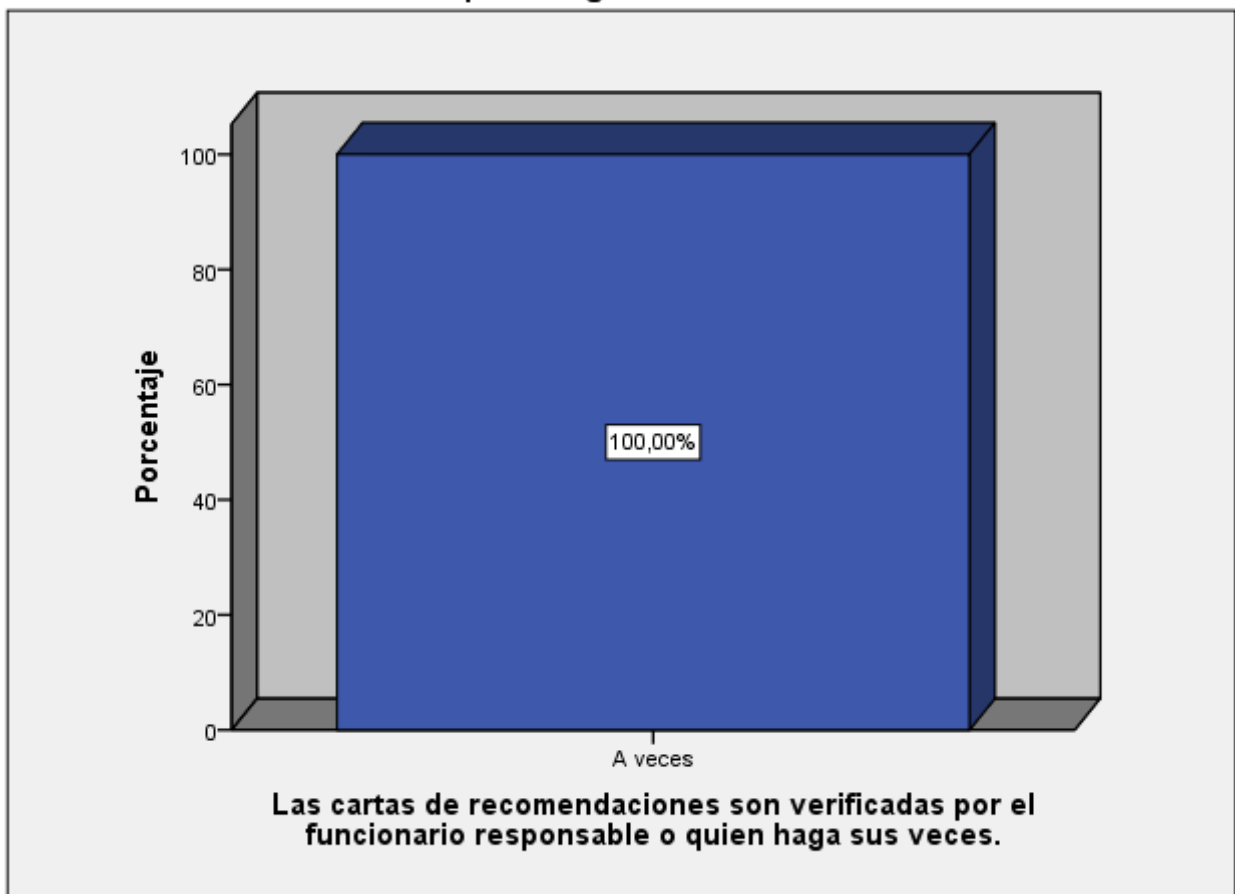 100
80
60
40
20
0
Porcentaje
100,00%
A veces
Las cartas de recomendaciones son verificadas por el
funcionario responsable o quien haga sus veces.